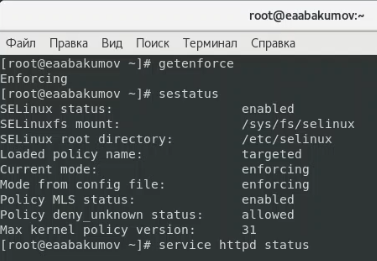 root@eaabakumov:~
Файл Правка Вид Поиск Терминал Справка
[root@eaabakumov ~]# getenforce
Enforcing
[root@eaabakumov ~]# sestatus
SELinux status: enabled
SELinuxfs mount: /sys/fs/selinux
SELinux root directory: /etc/selinux
Loaded policy name: targeted
Current mode: enforcing
Mode from config file: enforcing
Policy MLS status: enabled
Policy deny_unknown status: allowed
Max kernel policy version: 31
[root@eaabakumov ~]# service httpd status